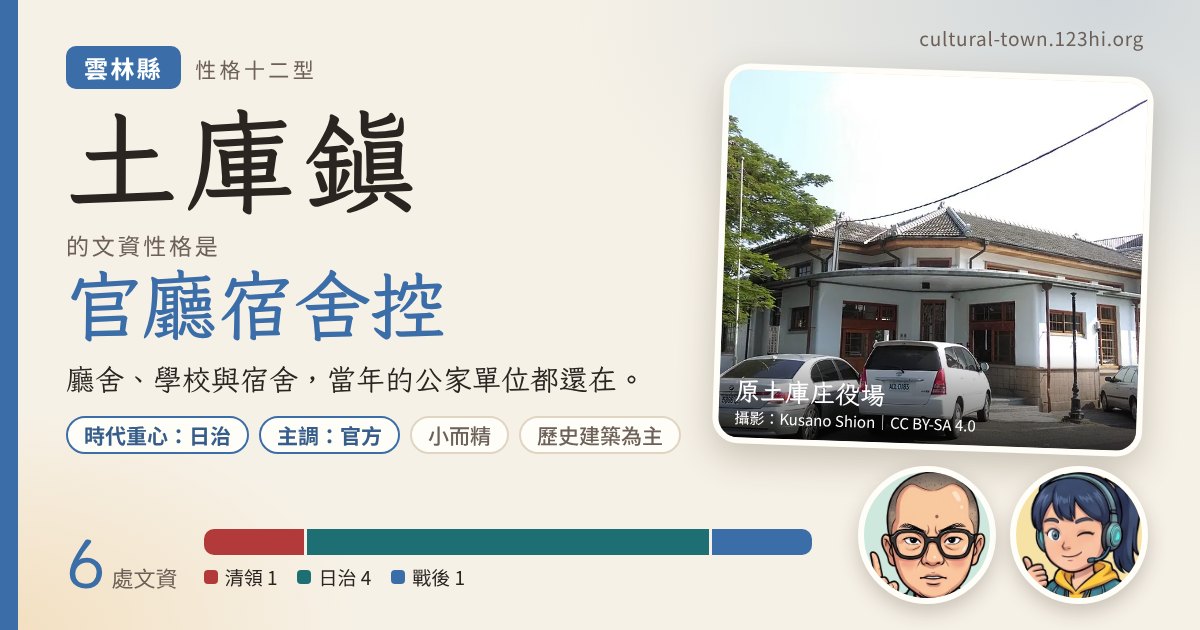 cultural-town.123hi.org
雲林縣
性格十二型
土庫鎮
的文資性格是
官廳宿舍控
廳舍、學校與宿舍，當年的公家單位都還在。
時代重心：日治
主調：官方
小而精
歷史建築為主
原土庫庄役場
攝影：Kusano Shion｜CC BY-SA 4.0
6 處文資
清領 1
日治 4
戰後 1